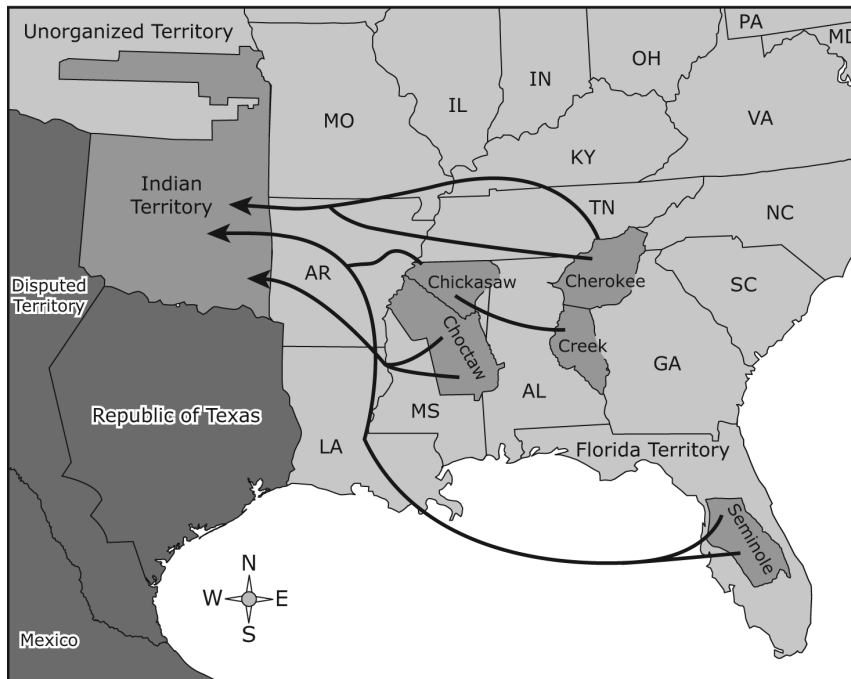 Unorganized Territory
PA
MD
OH
IN
IL
MO
VA
KY
Indian
Territory
TN
NC
AR
Chickasaw
Cherokee
SC
Disputed
Territory
Choctaw
Creek
GA
AL
Republic of Texas
MS
LA
Florida Territory
Seminole
N
W
E
S
Mexico